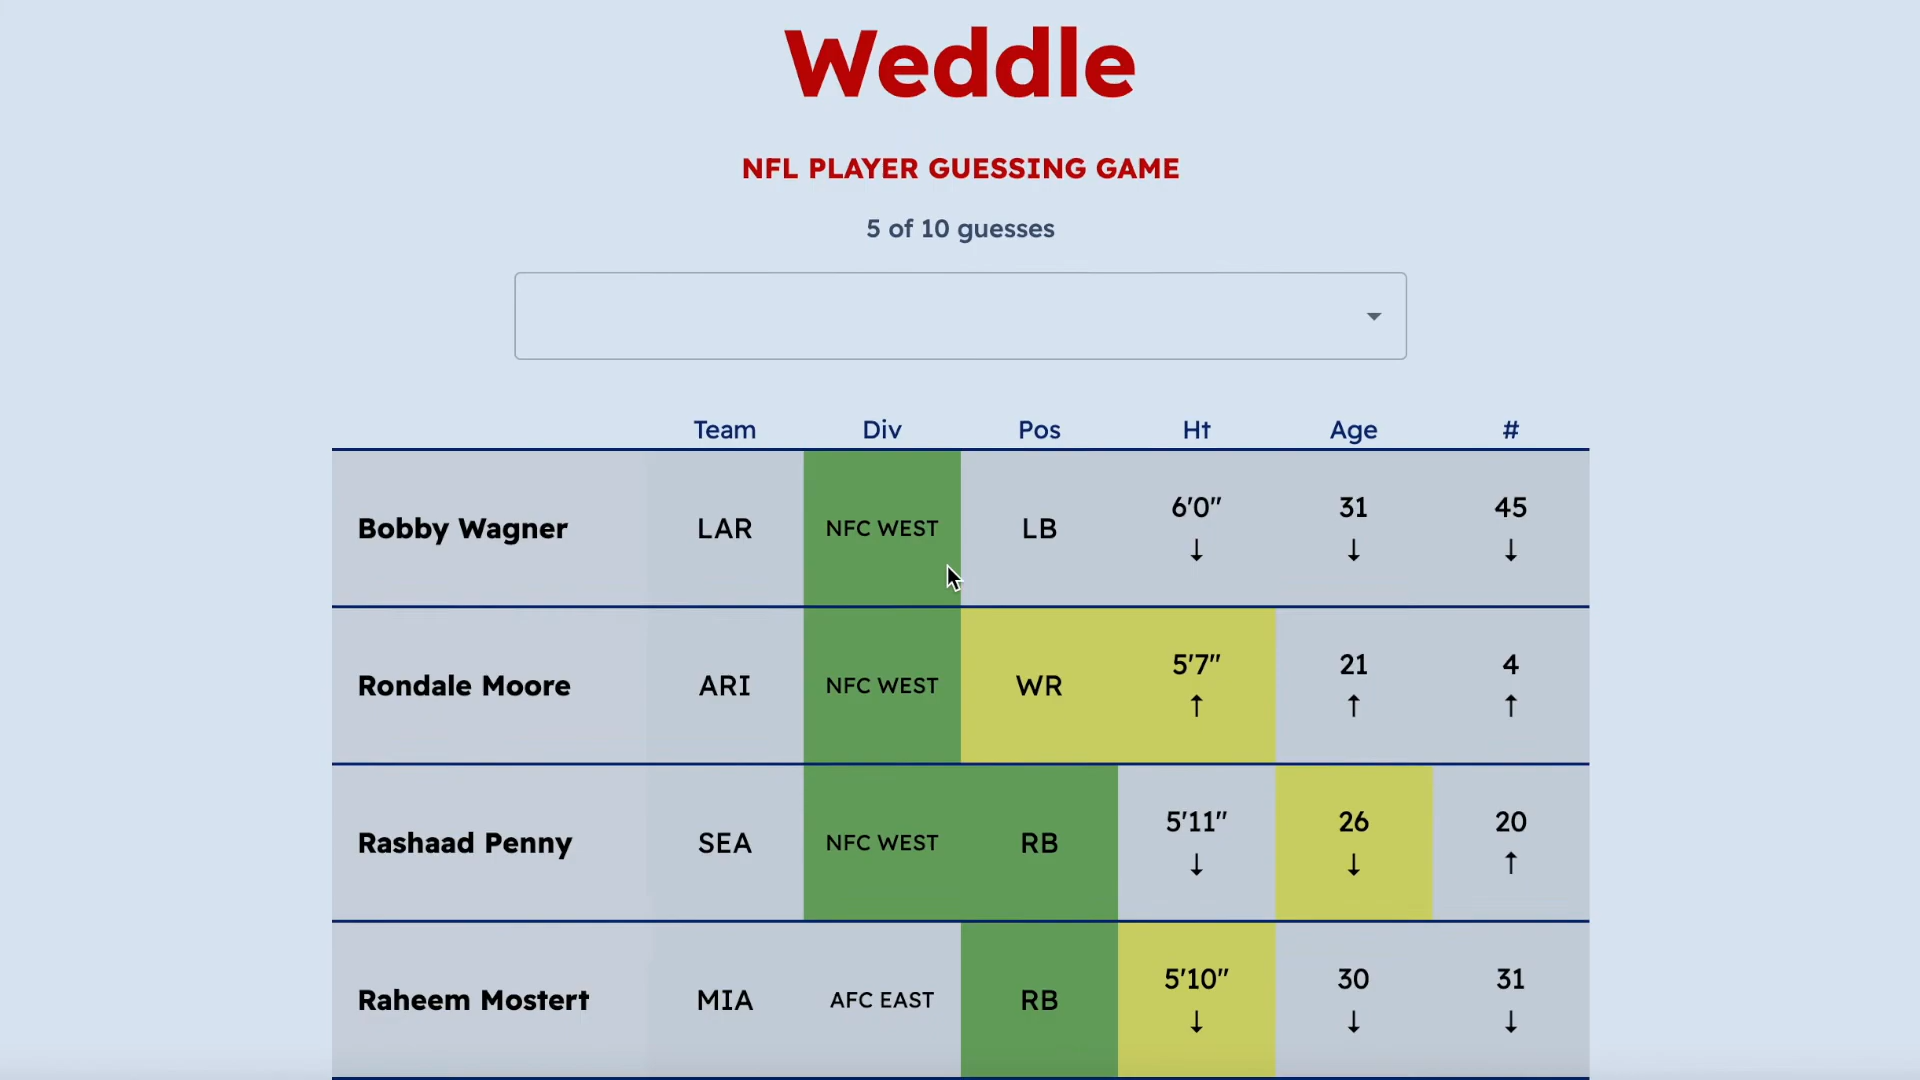 Weddle
NFL PLAYER GUESSING GAME
5 of 10 guesses
Team Div Pos Ht Age #
Bobby Wagner LAR NFC WEST LB 6'0" ↓ 31 ↓ 45 ↓
Rondale Moore ARI NFC WEST WR 5'7" ↑ 21 ↑ 4 ↑
Rashaad Penny SEA NFC WEST RB 5'11" ↓ 26 ↓ 20 ↑
Raheem Mostert MIA AFC EAST RB 5'10" ↓ 30 ↓ 31 ↓